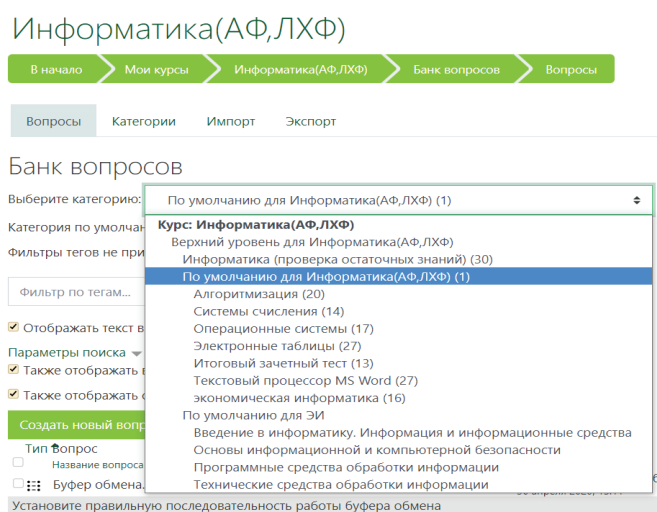 Информатика(АФ,ЛХФ)
В начало Мои курсы Информатика(АФ,ЛХФ) Банк вопросов Вопросы
Вопросы Категории Импорт Экспорт
Банк вопросов
Выберите категорию: По умолчанию для Информатика(АФ,ЛХФ) (1)
Категория по умолчан
Курс: Информатика(АФ,ЛХФ)
Верхний уровень для Информатика(АФ,ЛХФ)
Фильтры тегов не при
Информатика (проверка остаточных знаний) (30)
По умолчанию для Информатика(АФ,ЛХФ) (1)
Фильтр по тегам...
Алгоритмизация (20)
Системы счисления (14)
Отображать текст в
Операционные системы (17)
Электронные таблицы (27)
Параметры поиска
Итоговый зачетный тест (13)
Также отображать в
Текстовый процессор MS Word (27)
Также отображать с
экономическая информатика (16)
По умолчанию для ЭИ
Создать новый вопр
Введение в информатику. Информация и информационные средства
Тип Вопрос
Основы информационной и компьютерной безопасности
Название вопроса
Программные средства обработки информации
Буфер обмена.
Технические средства обработки информации
Установите правильную последовательность работы буфера обмена